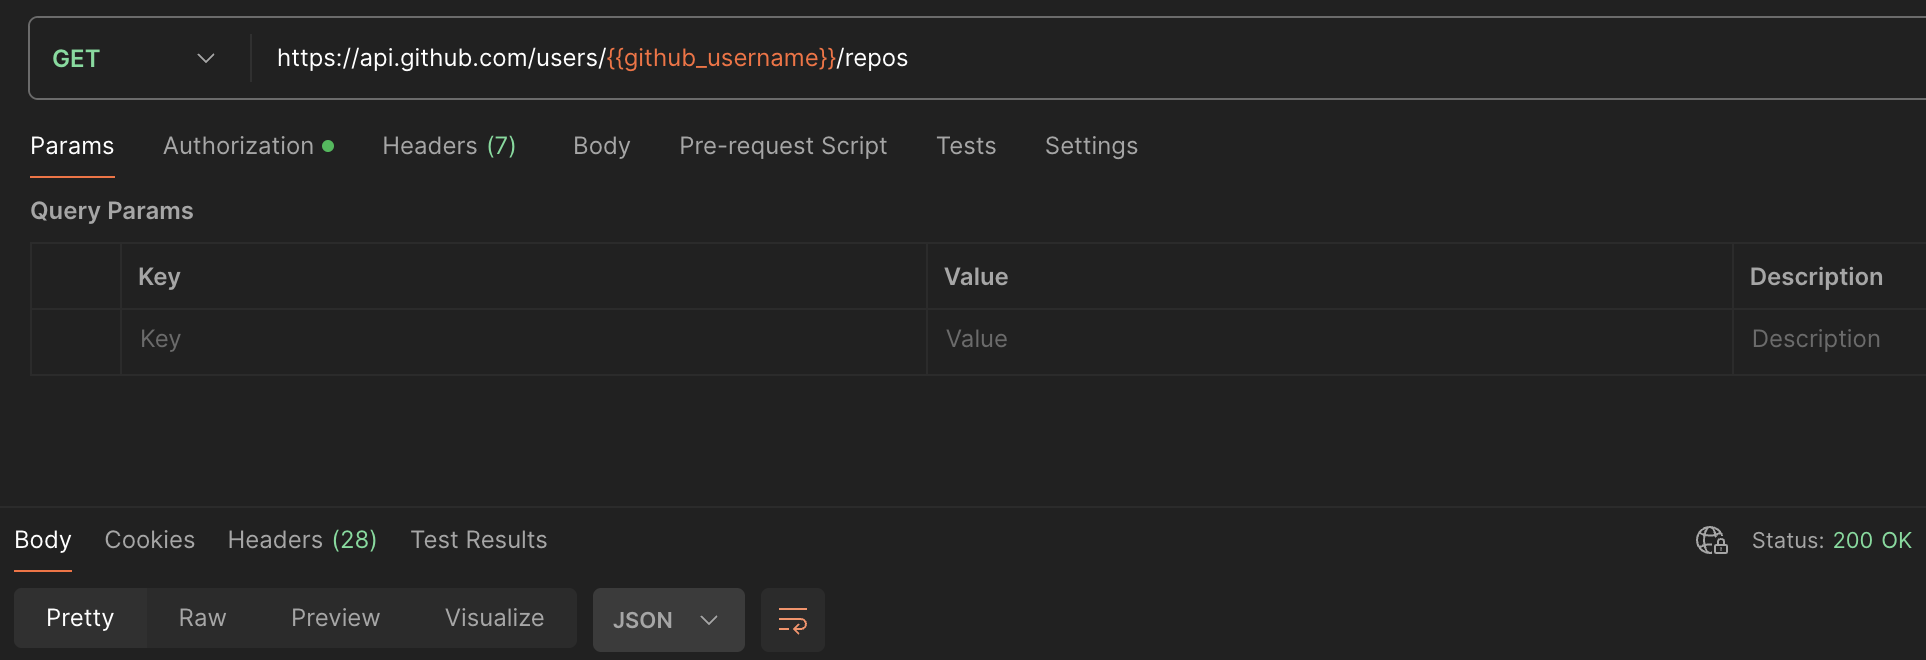 GET https://api.github.com/users/{{github_username}}/repos
Params Authorization Headers (7) Body Pre-request Script Tests Settings
Query Params
Key Value Description
Key Value Description
Body Cookies Headers (28) Test Results Status: 200 OK
Pretty Raw Preview Visualize JSON